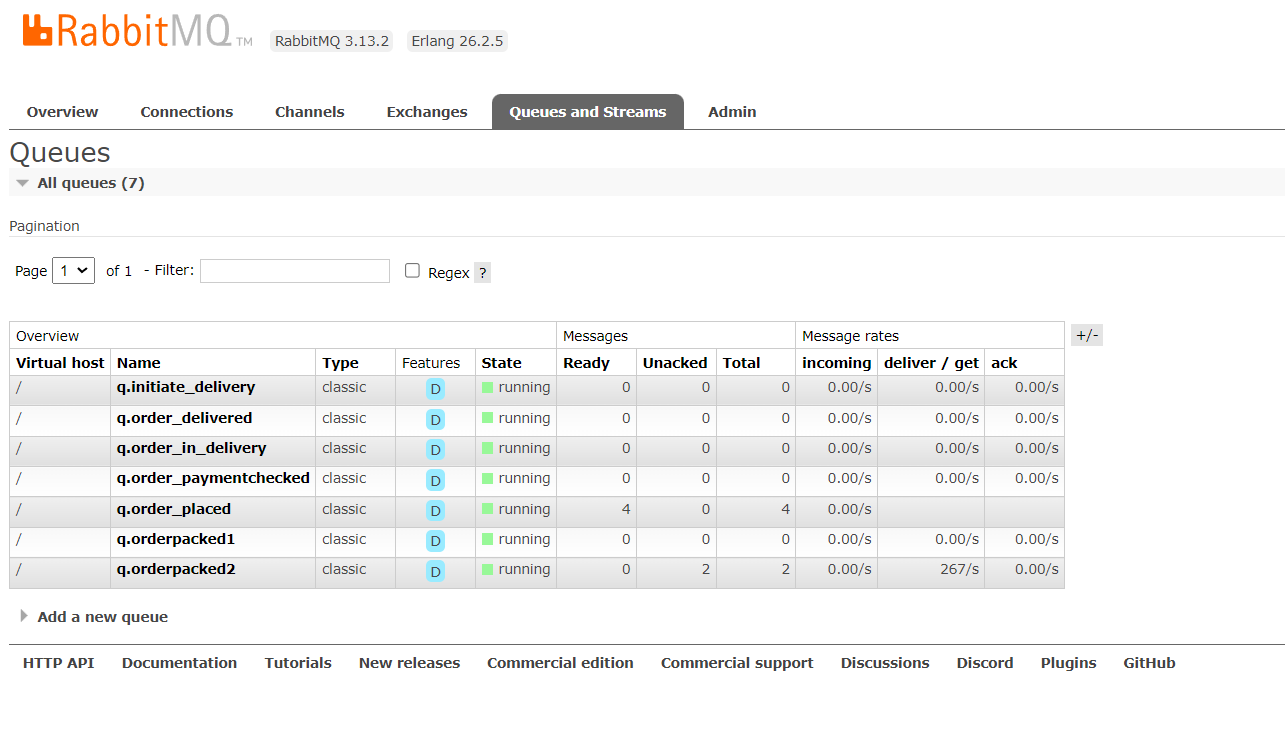 RabbitMQ TM RabbitMQ 3.13.2 Erlang 26.2.5
Overview Connections Channels Exchanges Queues and Streams Admin
Queues
All queues (7)
Pagination
Page 1 of 1 - Filter: Regex ?
Overview Messages Message rates +/-
Virtual host Name Type Features State Ready Unacked Total incoming deliver / get ack
/ q.initiate_delivery classic D running 0 0 0 0.00/s 0.00/s 0.00/s
/ q.order_delivered classic D running 0 0 0 0.00/s 0.00/s 0.00/s
/ q.order_in_delivery classic D running 0 0 0 0.00/s 0.00/s 0.00/s
/ q.order_paymentchecked classic D running 0 0 0 0.00/s 0.00/s 0.00/s
/ q.order_placed classic D running 4 0 4 0.00/s
/ q.orderpacked1 classic D running 0 0 0 0.00/s 0.00/s 0.00/s
/ q.orderpacked2 classic D running 0 2 2 0.00/s 267/s 0.00/s
Add a new queue
HTTP API Documentation Tutorials New releases Commercial edition Commercial support Discussions Discord Plugins GitHub